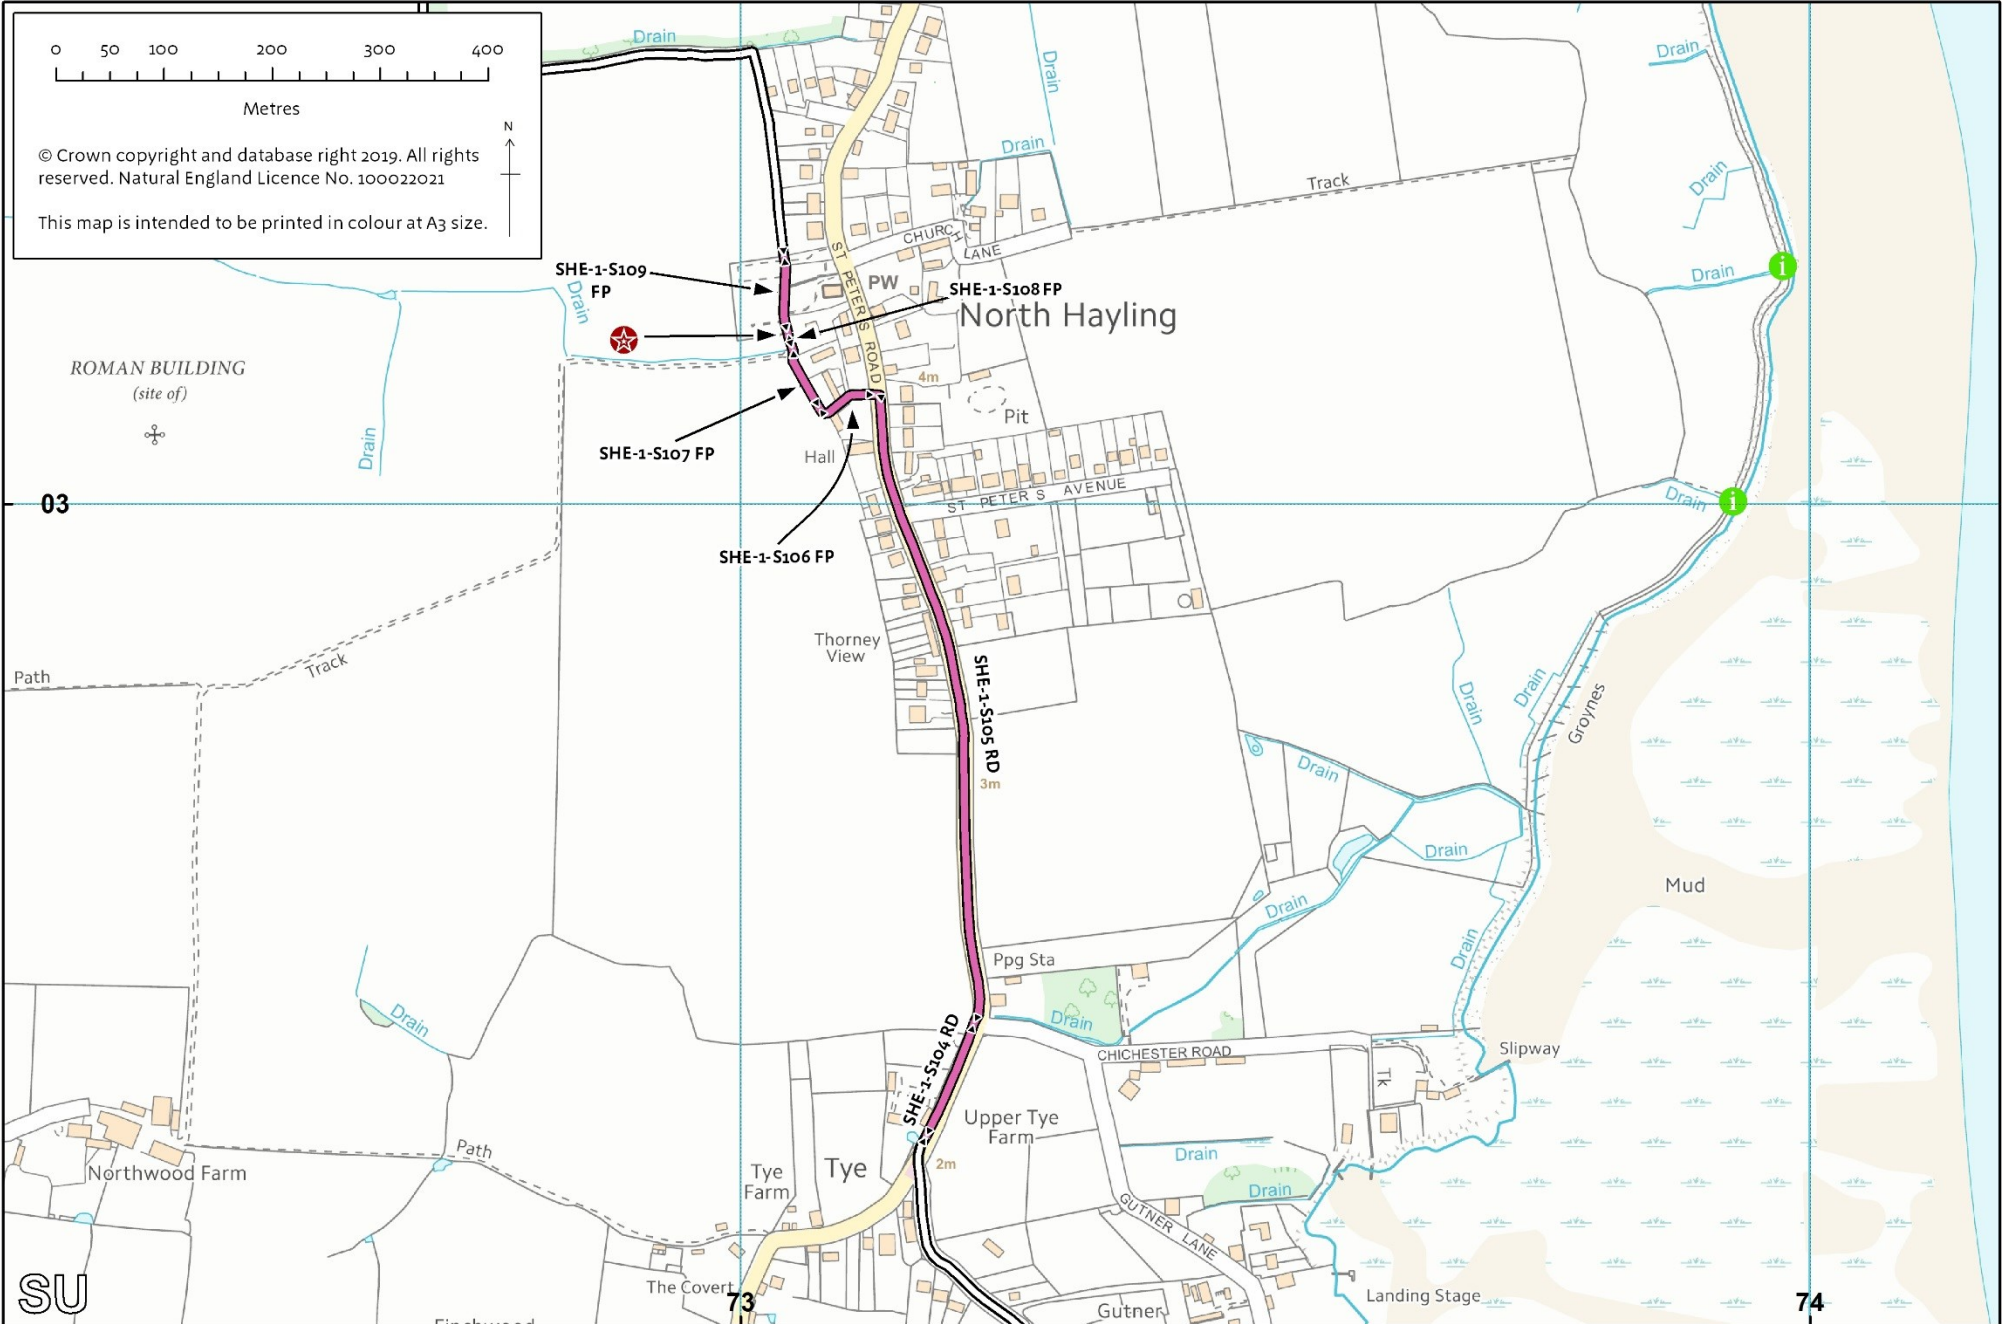 0 50 100 200 300 400
Metres
N
© Crown copyright and database right 2019. All rights
reserved. Natural England Licence No. 100022021
This map is intended to be printed in colour at A3 size.
Drain
Drain
Drain
Drain
Track
Drain
Drain
CHURCH
LANE
PW
ST PETER'S ROAD
SHE-1-S109
FP
SHE-1-S108 FP
North Hayling
Drain
i
Drain
ROMAN BUILDING
(site of)
4m
Pit
Drain
SHE-1-S107 FP
Hall
ST PETER'S AVENUE
Drain
i
03
SHE-1-S106 FP
Thorney
View
Path
Track
SHE-1-S105 RD
Drain
Drain
Groynes
3m
Drain
Drain
Mud
Drain
Drain
Ppg Sta
Drain
Drain
SHE-1-S104 RD
CHICHESTER ROAD
Slipway
Tk
Upper Tye
Farm
Path
Northwood Farm
Tye
Farm
Tye
2m
Drain
Drain
GUTNER LANE
The Covert
SU
73
Gutner
Landing Stage
74